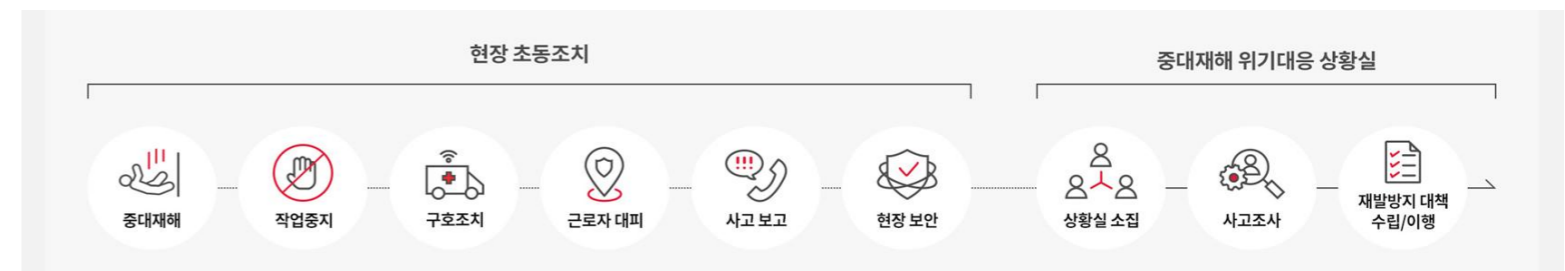 현장 초동조치
중대재해 위기대응 상황실
중대재해
작업중지
구호조치
근로자 대피
!!!
사고 보고
현장 보안
상황실 소집
사고조사
재발방지 대책
수립/이행